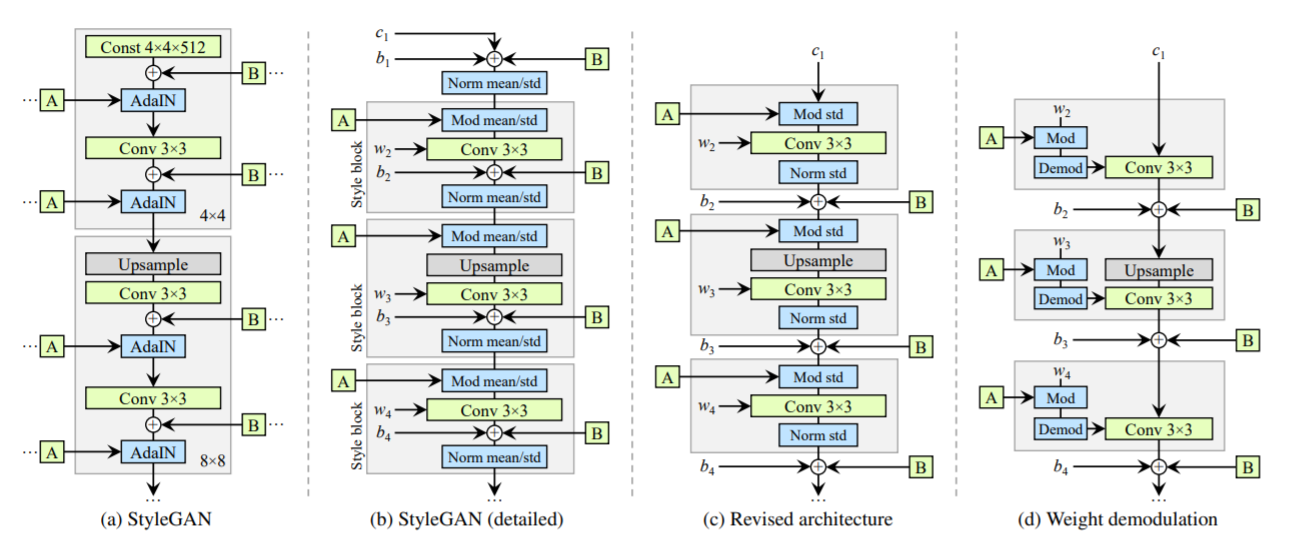 Const 4×4×512
B ···
··· A
AdaIN
Conv 3×3
B ···
··· A
AdaIN
4×4
Upsample
Conv 3×3
B ···
··· A
AdaIN
Conv 3×3
B ···
··· A
AdaIN
8×8
...
(a) StyleGAN
c1
b1
B
Norm mean/std
A
Mod mean/std
w2
Conv 3×3
b2
B
Norm mean/std
Style block
A
Mod mean/std
Upsample
w3
Conv 3×3
b3
B
Norm mean/std
Style block
A
Mod mean/std
w4
Conv 3×3
b4
B
Norm mean/std
Style block
...
(b) StyleGAN (detailed)
c1
A
Mod std
w2
Conv 3×3
Norm std
b2
B
A
Mod std
Upsample
w3
Conv 3×3
Norm std
b3
B
A
Mod std
w4
Conv 3×3
Norm std
b4
B
...
(c) Revised architecture
c1
w2
A
Mod
Demod
Conv 3×3
b2
B
w3
A
Mod
Upsample
Demod
Conv 3×3
b3
B
w4
A
Mod
Demod
Conv 3×3
b4
B
...
(d) Weight demodulation